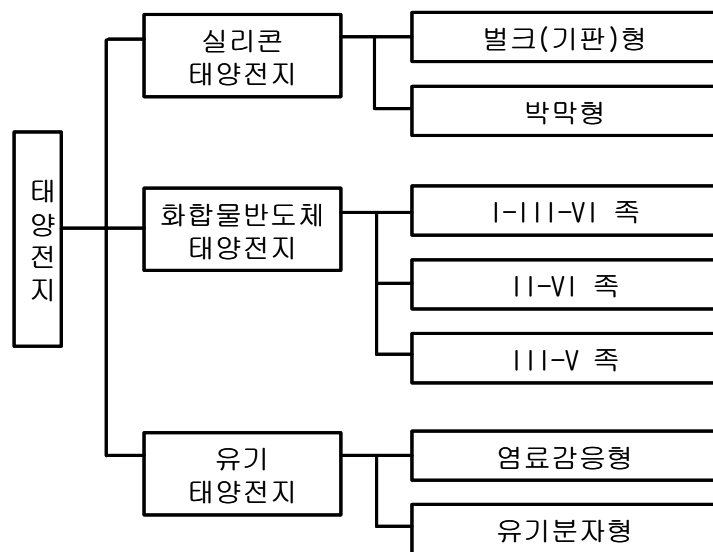 태양전지
실리콘
태양전지
벌크(기판)형
박막형
화합물반도체
태양전지
I-III-VI 족
II-VI 족
III-V 족
유기
태양전지
염료감응형
유기분자형